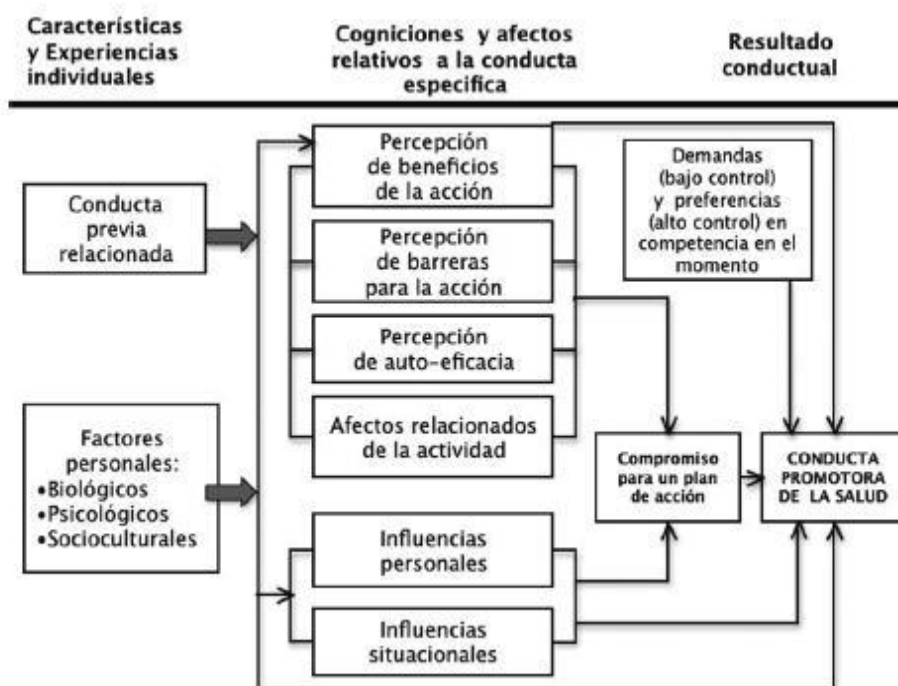 Características
y Experiencias
individuales
Cogniciones y afectos
relativos a la conducta
especifica
Resultado
conductual
Conducta
previa
relacionada
Factores
personales:
•Biológicos
•Psicológicos
•Socioculturales
Percepción
de beneficios
de la acción
Percepción
de barreras
para la acción
Percepción
de auto-eficacia
Afectos relacionados
de la actividad
Influencias
personales
Influencias
situacionales
Demandas
(bajo control)
y preferencias
(alto control) en
competencia en el
momento
Compromiso
para un plan
de acción
CONDUCTA
PROMOTORA
DE LA SALUD